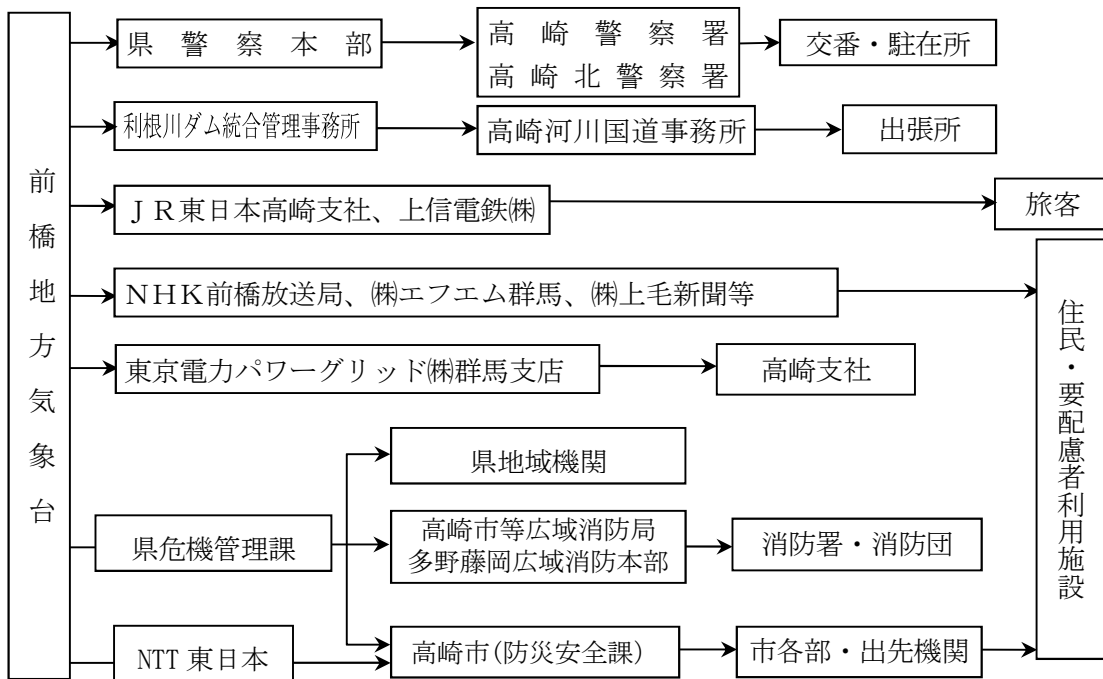 前橋地方気象台
県警察本部
高崎警察署
高崎北警察署
交番・駐在所
利根川ダム統合管理事務所
高崎河川国道事務所
出張所
ＪＲ東日本高崎支社、上信電鉄㈱
旅客
ＮＨＫ前橋放送局、㈱エフエム群馬、㈱上毛新聞等
住民・要配慮者利用施設
東京電力パワーグリッド㈱群馬支店
高崎支社
県危機管理課
県地域機関
高崎市等広域消防局
多野藤岡広域消防本部
消防署・消防団
NTT東日本
高崎市(防災安全課)
市各部・出先機関